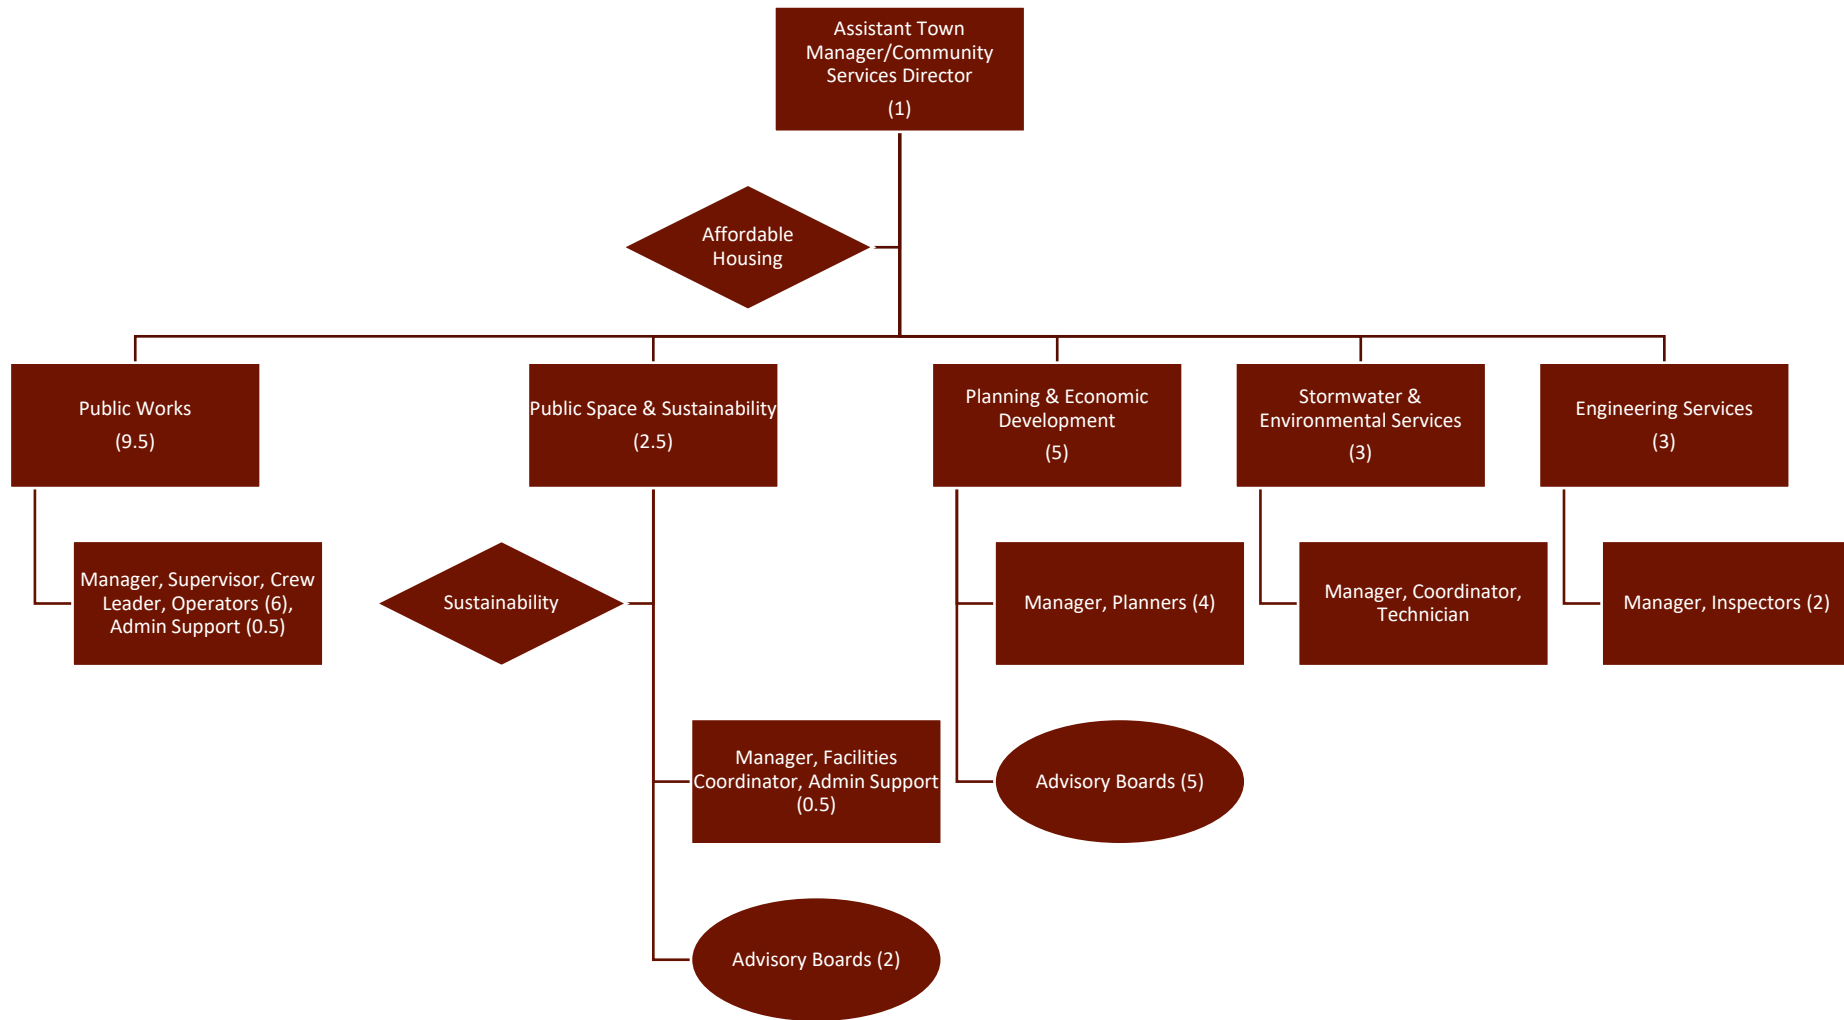 Assistant Town
Manager/Community
Services Director
(1)
Affordable
Housing
Public Works
(9.5)
Public Space & Sustainability
(2.5)
Planning & Economic
Development
(5)
Stormwater &
Environmental Services
(3)
Engineering Services
(3)
Manager, Supervisor, Crew
Leader, Operators (6),
Admin Support (0.5)
Sustainability
Manager, Planners (4)
Manager, Coordinator,
Technician
Manager, Inspectors (2)
Manager, Facilities
Coordinator, Admin Support
(0.5)
Advisory Boards (5)
Advisory Boards (2)